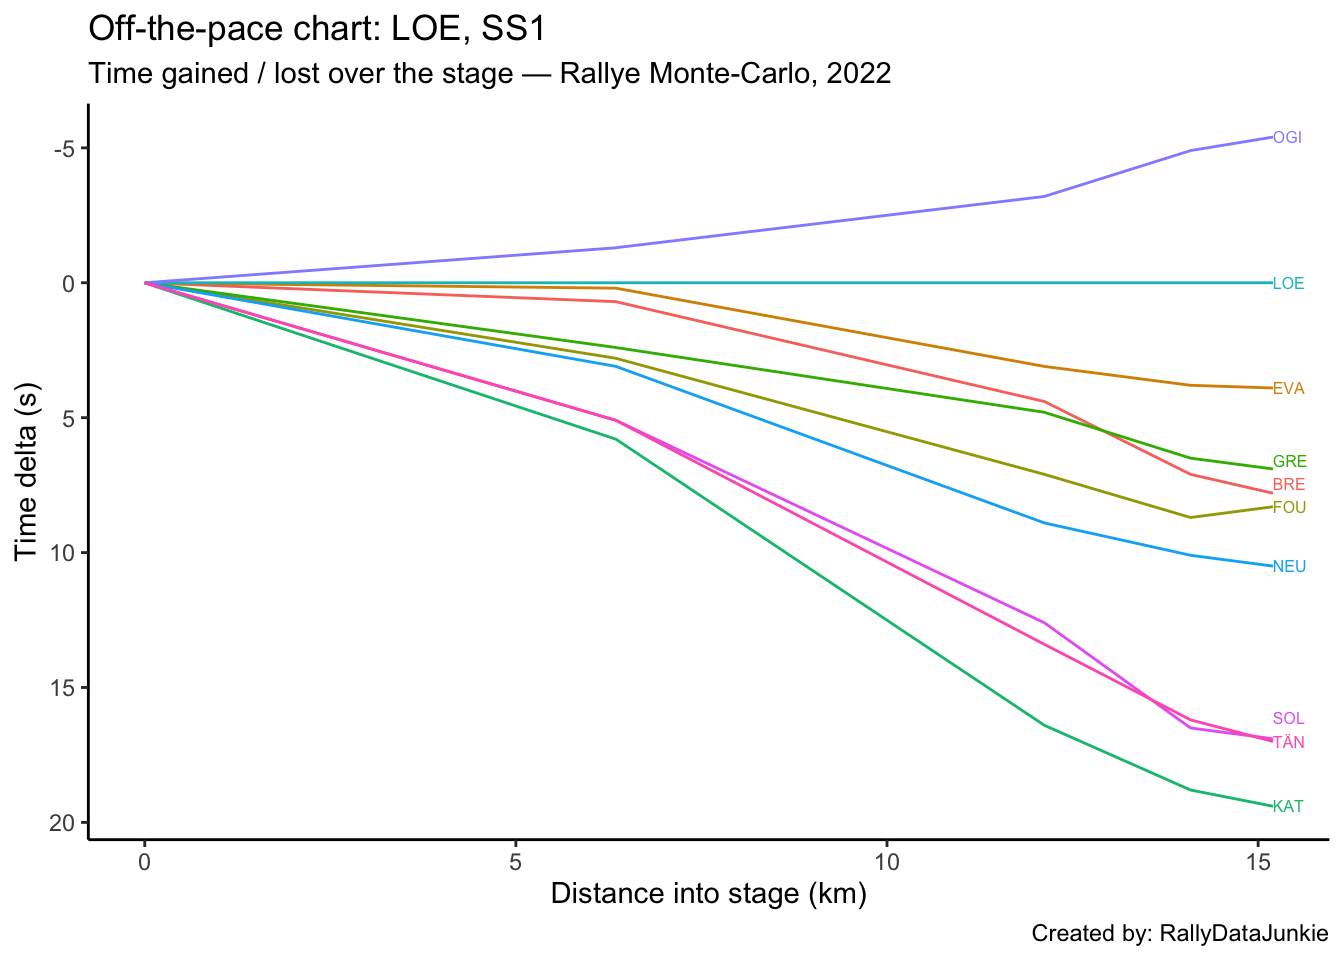 Off-the-pace chart: LOE, SS1
Time gained / lost over the stage — Rallye Monte-Carlo, 2022
-5
0
5
10
15
20
Time delta (s)
OGI
LOE
EVA
GRE
BRE
FOU
NEU
SOL
TÄN
KAT
0 5 10 15
Distance into stage (km)
Created by: RallyDataJunkie